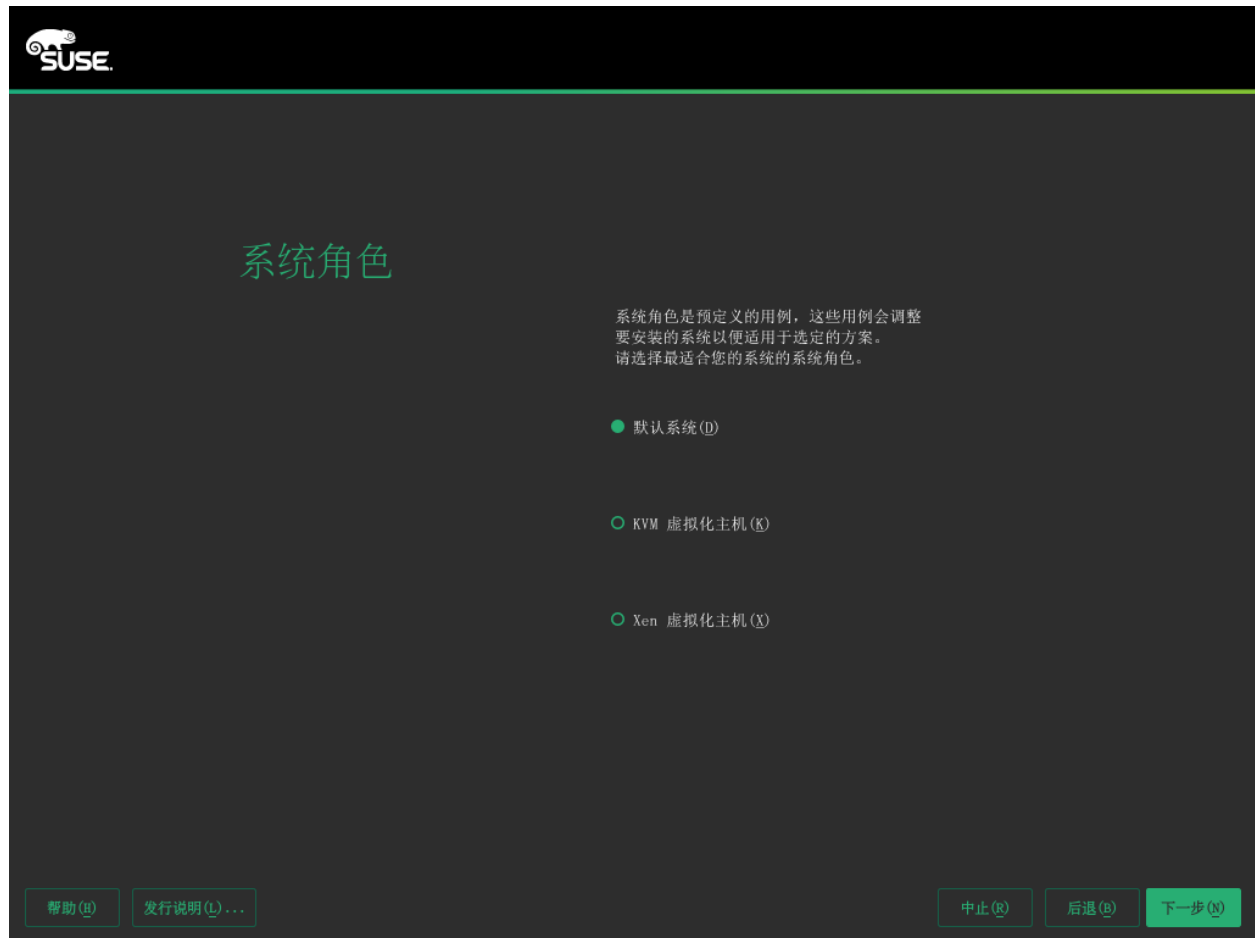 SUSE.
系统角色
系统角色是预定义的用例，这些用例会调整
要安装的系统以便适用于选定的方案。
请选择最适合您的系统的系统角色。
默认系统(D)
KVM 虚拟化主机(K)
Xen 虚拟化主机(X)
帮助(H) 发行说明(L)... 中止(R) 后退(B) 下一步(N)